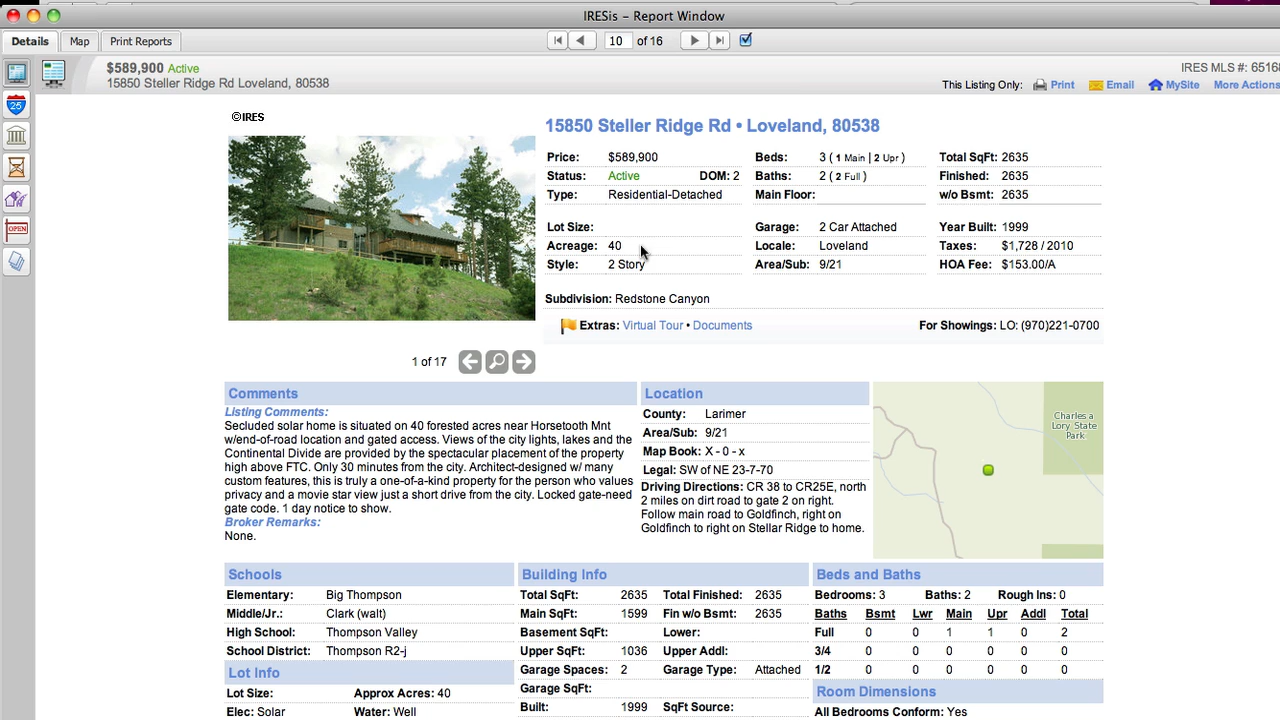 IRESis – Report Window
Details Map Print Reports
10 of 16
$589,900 Active
15850 Steller Ridge Rd Loveland, 80538
IRES MLS #: 6516
This Listing Only: Print Email MySite More Actions
25
OPEN
©IRES
15850 Steller Ridge Rd • Loveland, 80538
Price: $589,900 Beds: 3 ( 1 Main | 2 Upr ) Total SqFt: 2635
Status: Active DOM: 2 Baths: 2 ( 2 Full ) Finished: 2635
Type: Residential-Detached Main Floor: w/o Bsmt: 2635
Lot Size: Garage: 2 Car Attached Year Built: 1999
Acreage: 40 Locale: Loveland Taxes: $1,728 / 2010
Style: 2 Story Area/Sub: 9/21 HOA Fee: $153.00/A
Subdivision: Redstone Canyon
Extras: Virtual Tour • Documents For Showings: LO: (970)221-0700
1 of 17
Comments
Listing Comments:
Secluded solar home is situated on 40 forested acres near Horsetooth Mnt
w/end-of-road location and gated access. Views of the city lights, lakes and the
Continental Divide are provided by the spectacular placement of the property
high above FTC. Only 30 minutes from the city. Architect-designed w/ many
custom features, this is truly a one-of-a-kind property for the person who values
privacy and a movie star view just a short drive from the city. Locked gate-need
gate code. 1 day notice to show.
Broker Remarks:
None.
Location
County: Larimer
Area/Sub: 9/21
Map Book: X - 0 - x
Legal: SW of NE 23-7-70
Driving Directions: CR 38 to CR25E, north
2 miles on dirt road to gate 2 on right.
Follow main road to Goldfinch, right on
Goldfinch to right on Stellar Ridge to home.
Charles a
Lory State
Park
Schools
Elementary: Big Thompson
Middle/Jr.: Clark (walt)
High School: Thompson Valley
School District: Thompson R2-j
Lot Info
Lot Size: Approx Acres: 40
Elec: Solar Water: Well
Building Info
Total SqFt: 2635 Total Finished: 2635
Main SqFt: 1599 Fin w/o Bsmt: 2635
Basement SqFt: Lower:
Upper SqFt: 1036 Upper Addl:
Garage Spaces: 2 Garage Type: Attached
Garage SqFt:
Built: 1999 SqFt Source:
Beds and Baths
Bedrooms: 3 Baths: 2 Rough Ins: 0
Baths Bsmt Lwr Main Upr Addl Total
Full 0 0 1 1 0 2
3/4 0 0 0 0 0 0
1/2 0 0 0 0 0 0
Room Dimensions
All Bedrooms Conform: Yes